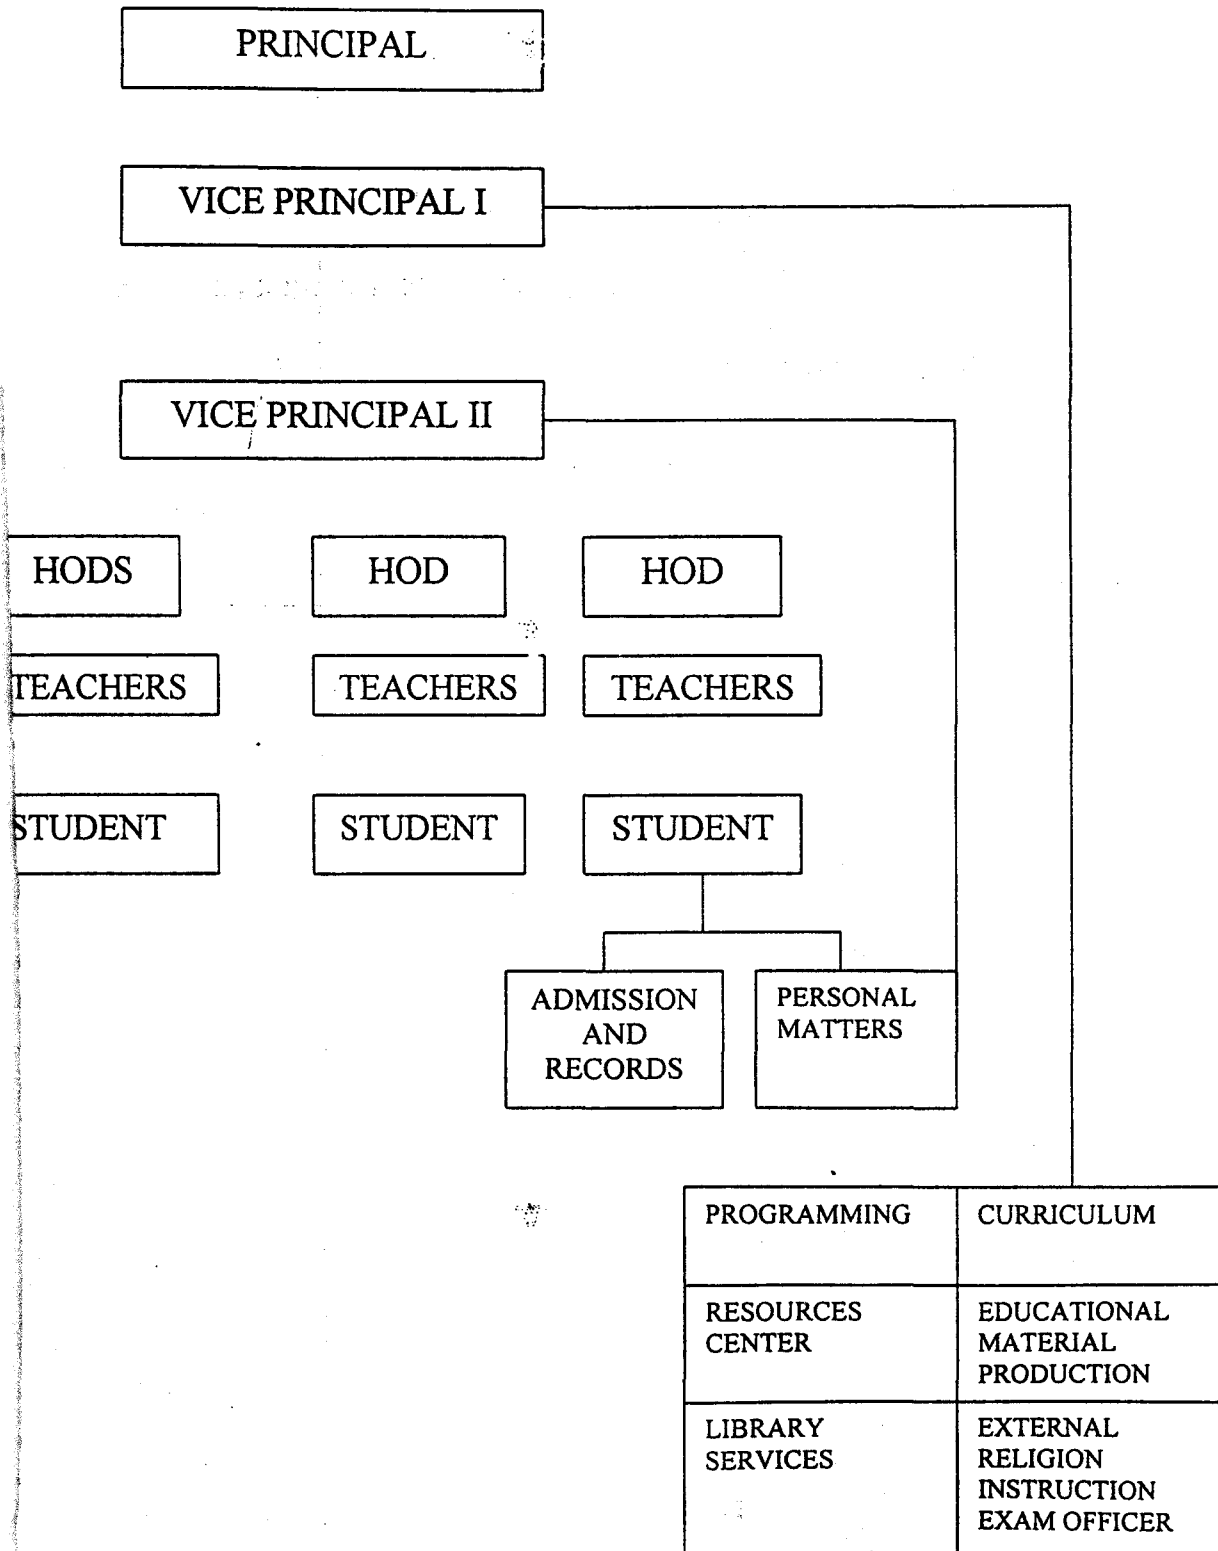 PRINCIPAL
VICE PRINCIPAL I
VICE PRINCIPAL II
HODS
HOD
HOD
TEACHERS
TEACHERS
TEACHERS
STUDENT
STUDENT
STUDENT
ADMISSION
AND
RECORDS
PERSONAL
MATTERS
PROGRAMMING
CURRICULUM
RESOURCES
CENTER
EDUCATIONAL
MATERIAL
PRODUCTION
LIBRARY
SERVICES
EXTERNAL
RELIGION
INSTRUCTION
EXAM OFFICER